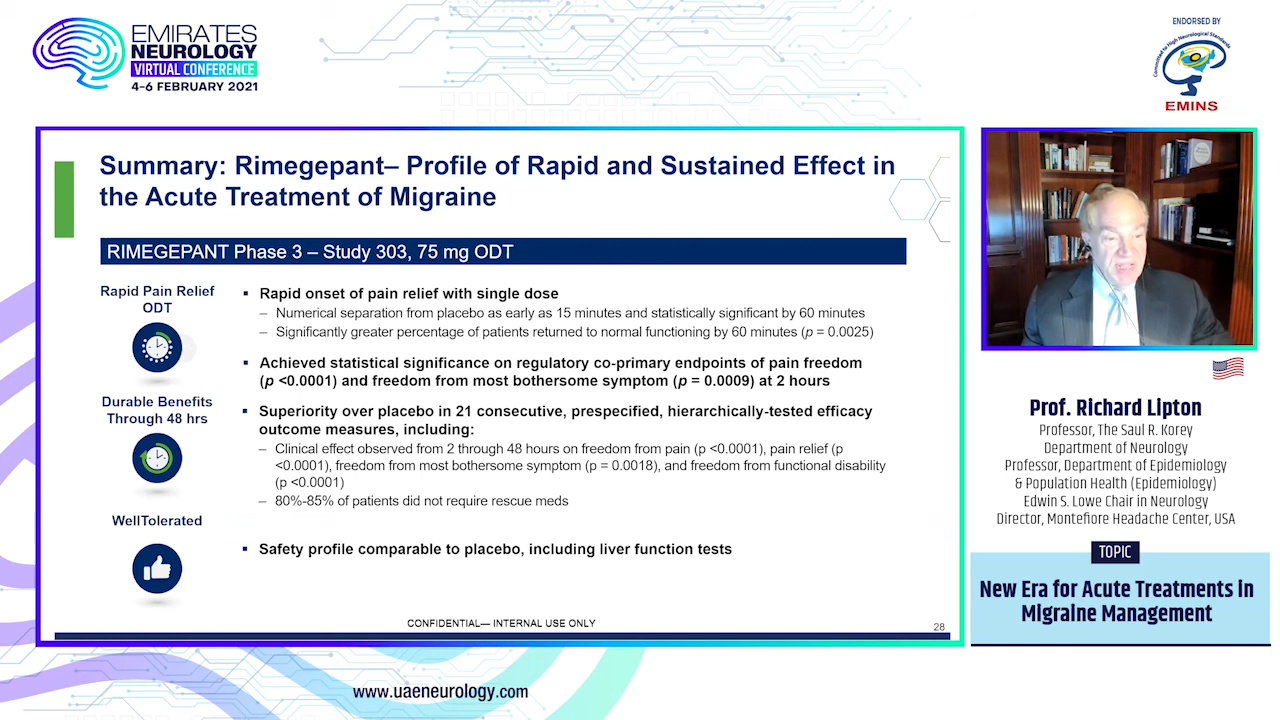 EMIRATES
NEUROLOGY
VIRTUAL CONFERENCE
4-6 FEBRUARY 2021
ENDORSED BY
Committed to High Neurological Standards
EMINS
Summary: Rimegepant– Profile of Rapid and Sustained Effect in
the Acute Treatment of Migraine
RIMEGEPANT Phase 3 – Study 303, 75 mg ODT
Rapid Pain Relief
ODT
▪ Rapid onset of pain relief with single dose
– Numerical separation from placebo as early as 15 minutes and statistically significant by 60 minutes
– Significantly greater percentage of patients returned to normal functioning by 60 minutes (p = 0.0025)
▪ Achieved statistical significance on regulatory co-primary endpoints of pain freedom
(p <0.0001) and freedom from most bothersome symptom (p = 0.0009) at 2 hours
Durable Benefits
Through 48 hrs
▪ Superiority over placebo in 21 consecutive, prespecified, hierarchically-tested efficacy
outcome measures, including:
– Clinical effect observed from 2 through 48 hours on freedom from pain (p <0.0001), pain relief (p
<0.0001), freedom from most bothersome symptom (p = 0.0018), and freedom from functional disability
(p <0.0001)
– 80%-85% of patients did not require rescue meds
WellTolerated
▪ Safety profile comparable to placebo, including liver function tests
CONFIDENTIAL— INTERNAL USE ONLY
28
Prof. Richard Lipton
Professor, The Saul R. Korey
Department of Neurology
Professor, Department of Epidemiology
& Population Health (Epidemiology)
Edwin S. Lowe Chair in Neurology
Director, Montefiore Headache Center, USA
TOPIC
New Era for Acute Treatments in
Migraine Management
www.uaeneurology.com